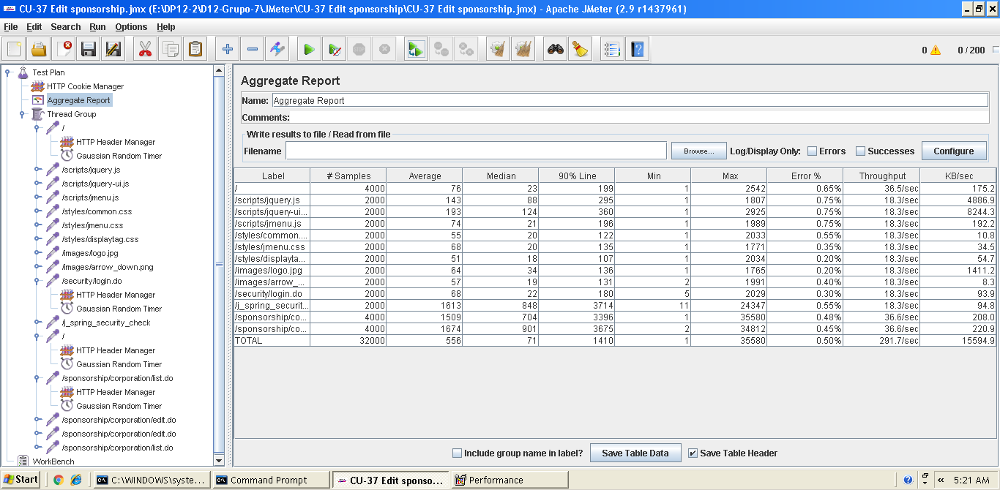 CU-37 Edit sponsorship.jmx (E:\DP12-2\D12-Grupo-7\JMeter\CU-37 Edit sponsorship\CU-37 Edit sponsorship.jmx) - Apache JMeter (2.9 r1437961)
File Edit Search Run Options Help
0 0 / 200
Test Plan
HTTP Cookie Manager
Aggregate Report
Thread Group
/
HTTP Header Manager
Gaussian Random Timer
/scripts/jquery.js
/scripts/jquery-ui.js
/scripts/jmenu.js
/styles/common.css
/styles/jmenu.css
/styles/displaytag.css
/images/logo.jpg
/images/arrow_down.png
/security/login.do
HTTP Header Manager
Gaussian Random Timer
/j_spring_security_check
/
HTTP Header Manager
Gaussian Random Timer
/sponsorship/corporation/list.do
HTTP Header Manager
Gaussian Random Timer
/sponsorship/corporation/edit.do
/sponsorship/corporation/edit.do
/sponsorship/corporation/list.do
WorkBench
Aggregate Report
Name: Aggregate Report
Comments:
Write results to file / Read from file
Filename Browse... Log/Display Only: Errors Successes Configure
Label # Samples Average Median 90% Line Min Max Error % Throughput KB/sec
/ 4000 76 23 199 1 2542 0.65% 36.5/sec 175.2
/scripts/jquery.js 2000 143 88 295 1 1807 0.75% 18.3/sec 4886.9
/scripts/jquery-ui... 2000 193 124 360 1 2925 0.75% 18.3/sec 8244.3
/scripts/jmenu.js 2000 74 21 196 1 1989 0.75% 18.3/sec 192.2
/styles/common.... 2000 55 20 122 1 2033 0.55% 18.3/sec 10.8
/styles/jmenu.css 2000 68 20 135 1 1771 0.35% 18.3/sec 34.5
/styles/displayta... 2000 51 18 107 1 2034 0.20% 18.3/sec 54.7
/images/logo.jpg 2000 64 34 136 1 1765 0.20% 18.3/sec 1411.2
/images/arrow_... 2000 57 19 131 2 1991 0.40% 18.3/sec 8.3
/security/login.do 2000 68 22 180 5 2029 0.30% 18.3/sec 93.9
/j_spring_securit... 2000 1613 848 3714 11 24347 0.55% 18.3/sec 94.8
/sponsorship/co... 4000 1509 704 3396 1 35580 0.48% 36.6/sec 208.0
/sponsorship/co... 4000 1674 901 3675 2 34812 0.45% 36.6/sec 220.9
TOTAL 32000 556 71 1410 1 35580 0.50% 291.7/sec 15594.9
Include group name in label? Save Table Data Save Table Header
Start C:\WINDOWS\syste... Command Prompt CU-37 Edit sponso... Performance 5:21 AM